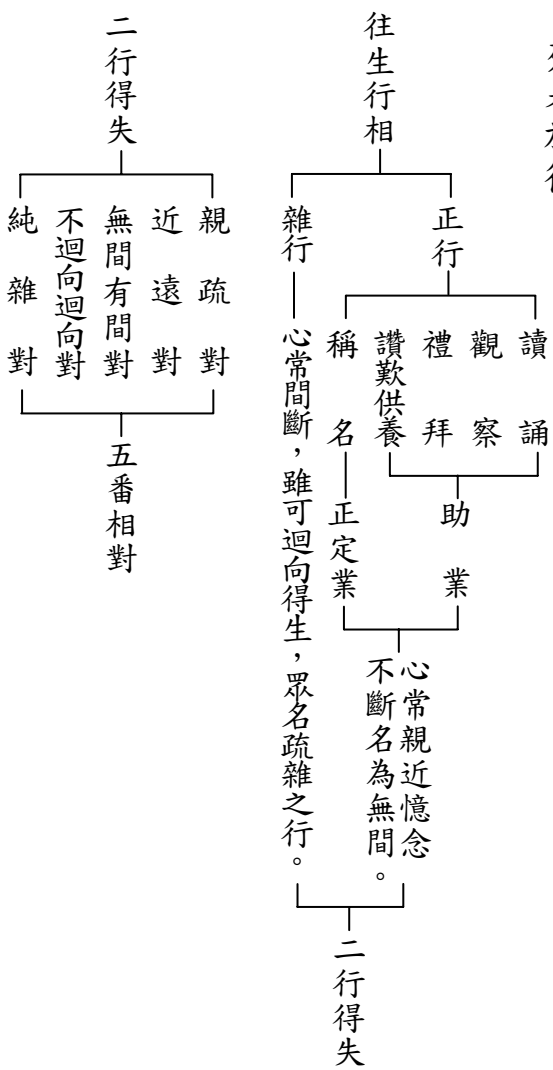 往生行相
正行
讀誦
觀察
禮拜
讚歎供養
稱名
助業
正定業
心常親近憶念
不斷名為無間。
雜行
心常間斷，雖可迴向得生，眾名疏雜之行。
二行得失
二行得失
親疏對
近遠對
無間有間對
不迴向迴向對
純雜對
五番相對